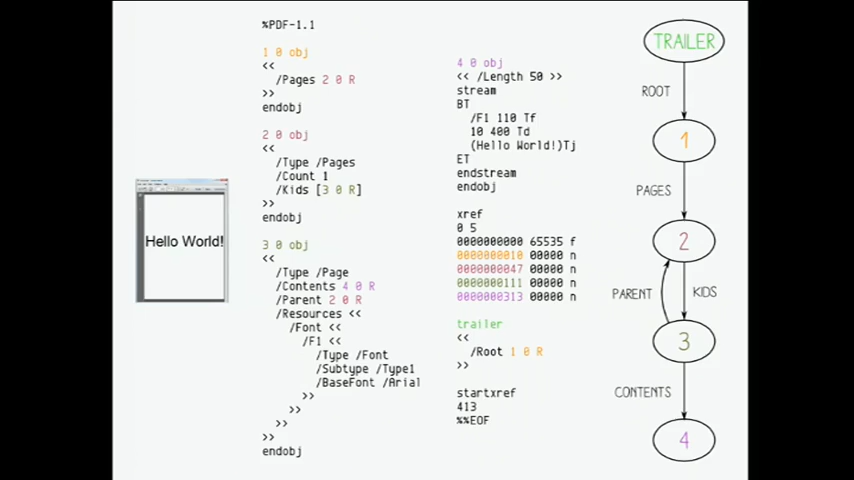 %PDF-1.1
1 0 obj
<<
/Pages 2 0 R
>>
endobj
2 0 obj
<<
/Type /Pages
/Count 1
/Kids [3 0 R]
>>
endobj
3 0 obj
<<
/Type /Page
/Contents 4 0 R
/Parent 2 0 R
/Resources <<
/Font <<
/F1 <<
/Type /Font
/Subtype /Type1
/BaseFont /Arial
>>
>>
>>
>>
endobj
4 0 obj
<< /Length 50 >>
stream
BT
/F1 110 Tf
10 400 Td
(Hello World!)Tj
ET
endstream
endobj
xref
0 5
0000000000 65535 f
0000000010 00000 n
0000000047 00000 n
0000000111 00000 n
0000000313 00000 n
trailer
<<
/Root 1 0 R
>>
startxref
413
%%EOF
Hello World!
TRAILER
ROOT
1
PAGES
2
PARENT
KIDS
3
CONTENTS
4